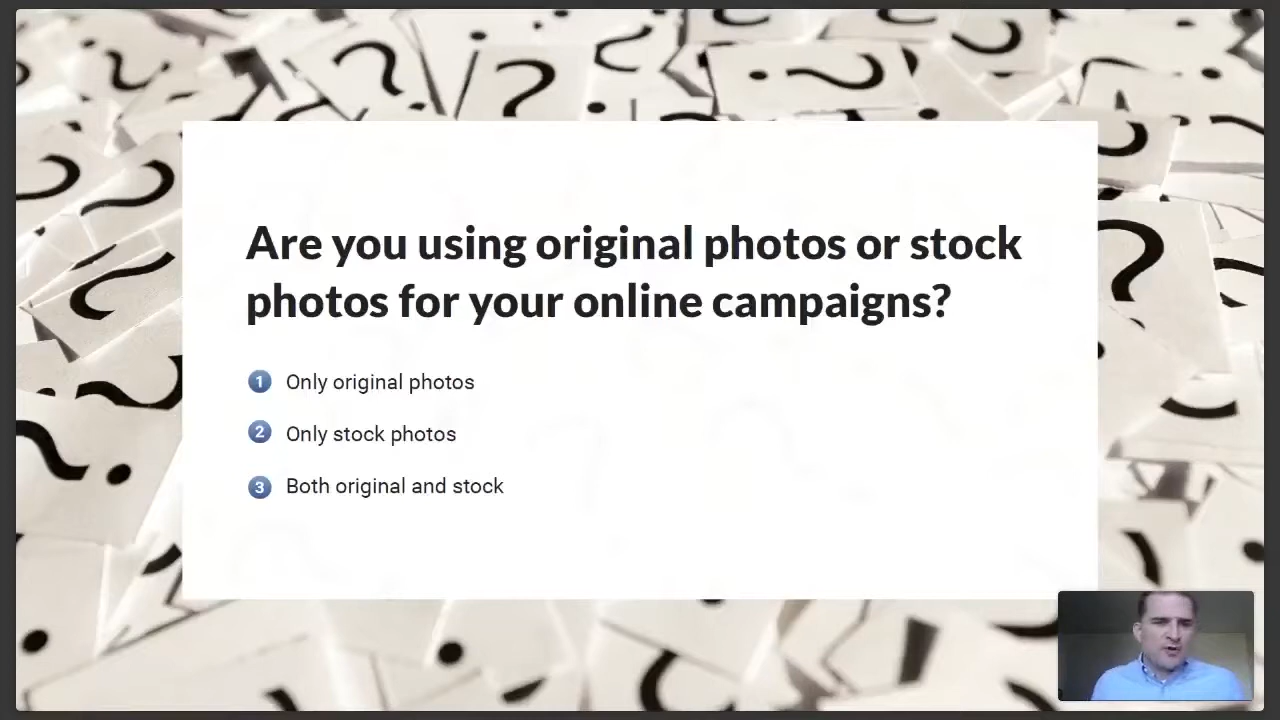 Are you using original photos or stock
photos for your online campaigns?
1 Only original photos
2 Only stock photos
3 Both original and stock